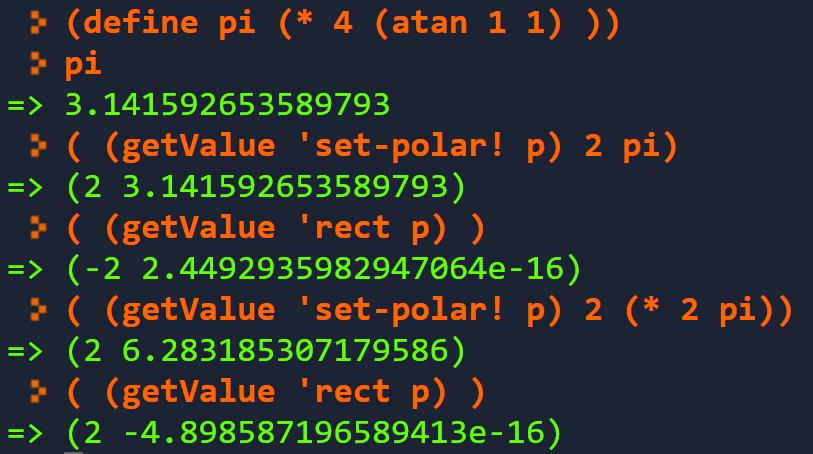 (define pi (* 4 (atan 1 1) ))
pi
=> 3.141592653589793
( (getValue 'set-polar! p) 2 pi)
=> (2 3.141592653589793)
( (getValue 'rect p) )
=> (-2 2.4492935982947064e-16)
( (getValue 'set-polar! p) 2 (* 2 pi))
=> (2 6.283185307179586)
( (getValue 'rect p) )
=> (2 -4.898587196589413e-16)